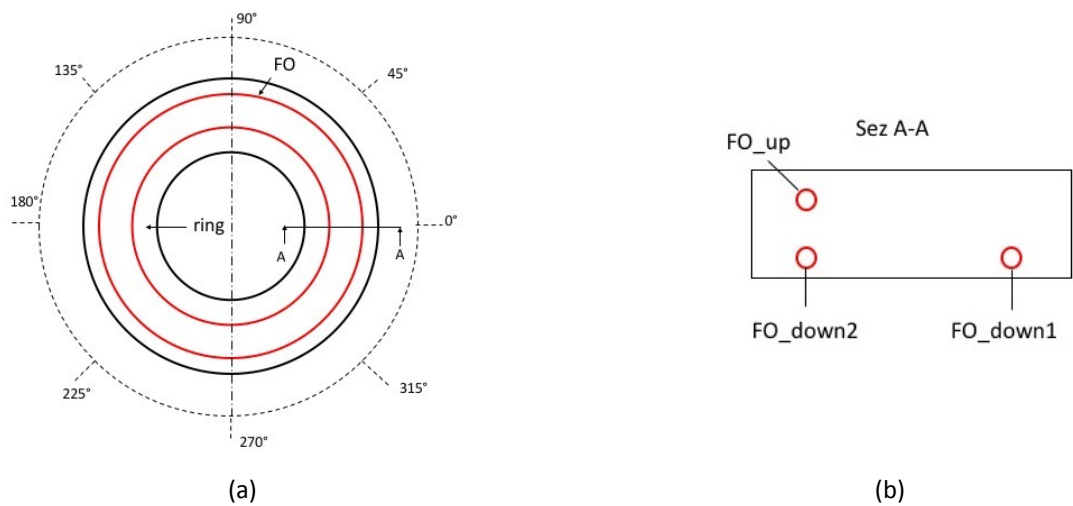 90°
135°
FO
45°
180°
ring
0°
A
A
225°
315°
270°
(a)
Sez A-A
FO_up
FO_down2
FO_down1
(b)